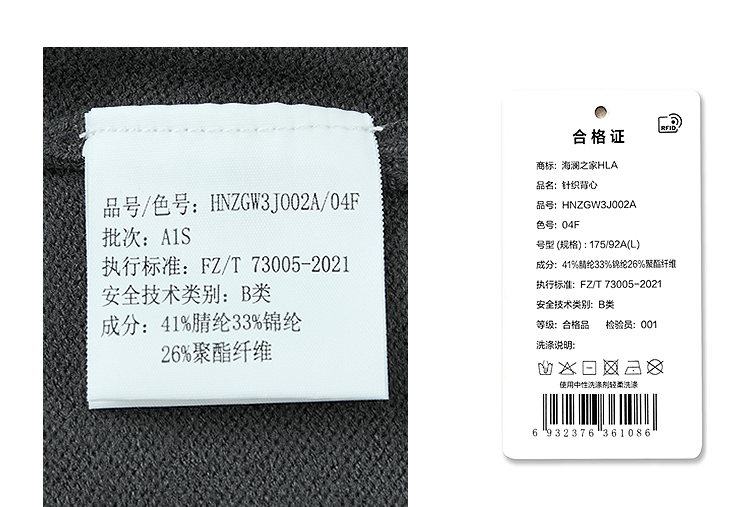 品号/色号: HNZGW3J002A/04F
批次: A1S
执行标准: FZ/T 73005-2021
安全技术类别: B类
成分: 41%腈纶33%锦纶
26%聚酯纤维
RFID
合格证
商标: 海澜之家HLA
品名: 针织背心
品号: HNZGW3J002A
色号: 04F
号型 (规格) : 175/92A(L)
成分: 41%腈纶33%锦纶26%聚酯纤维
执行标准: FZ/T 73005-2021
安全技术类别: B类
等级: 合格品 检验员: 001
洗涤说明:
使用中性洗涤剂轻柔洗涤
6 932376 361086